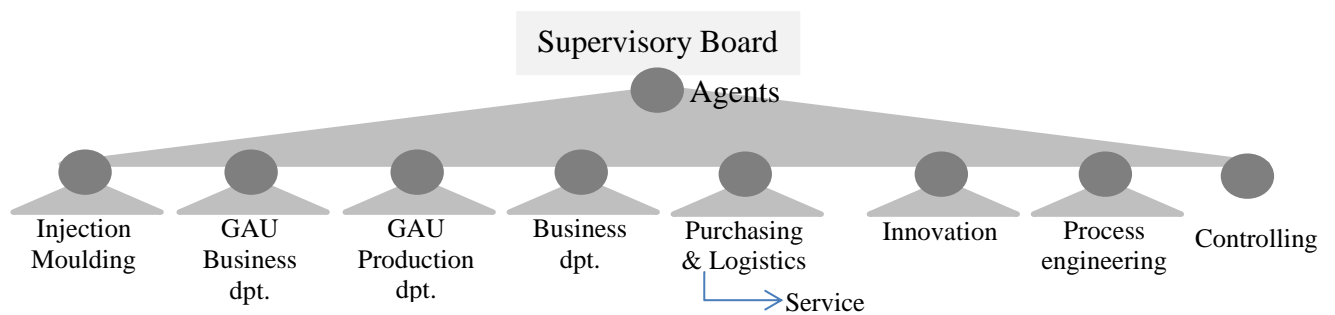 Supervisory Board
Agents
Injection
Moulding
GAU
Business
dpt.
GAU
Production
dpt.
Business
dpt.
Purchasing
& Logistics
Service
Innovation
Process
engineering
Controlling